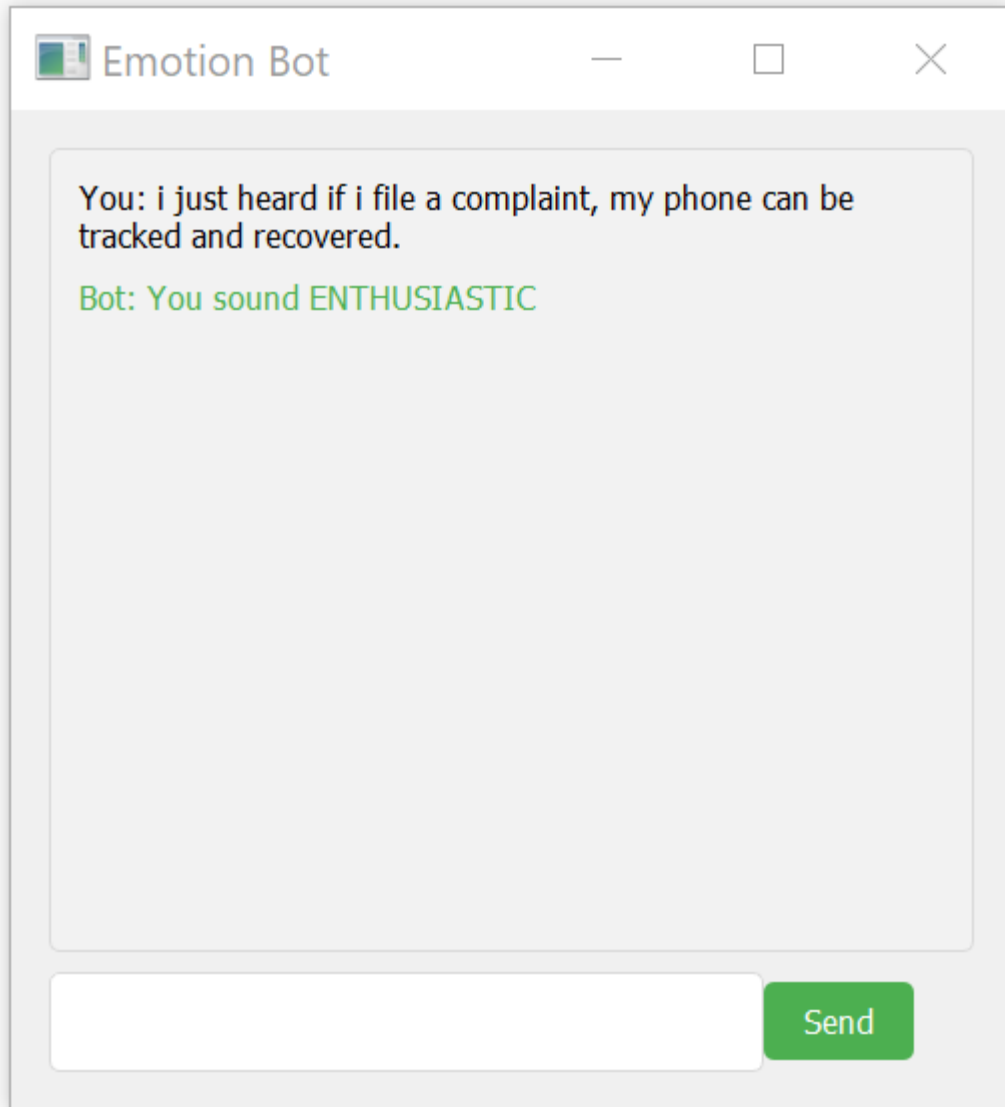 Emotion Bot
You: i just heard if i file a complaint, my phone can be
tracked and recovered.
Bot: You sound ENTHUSIASTIC
Send